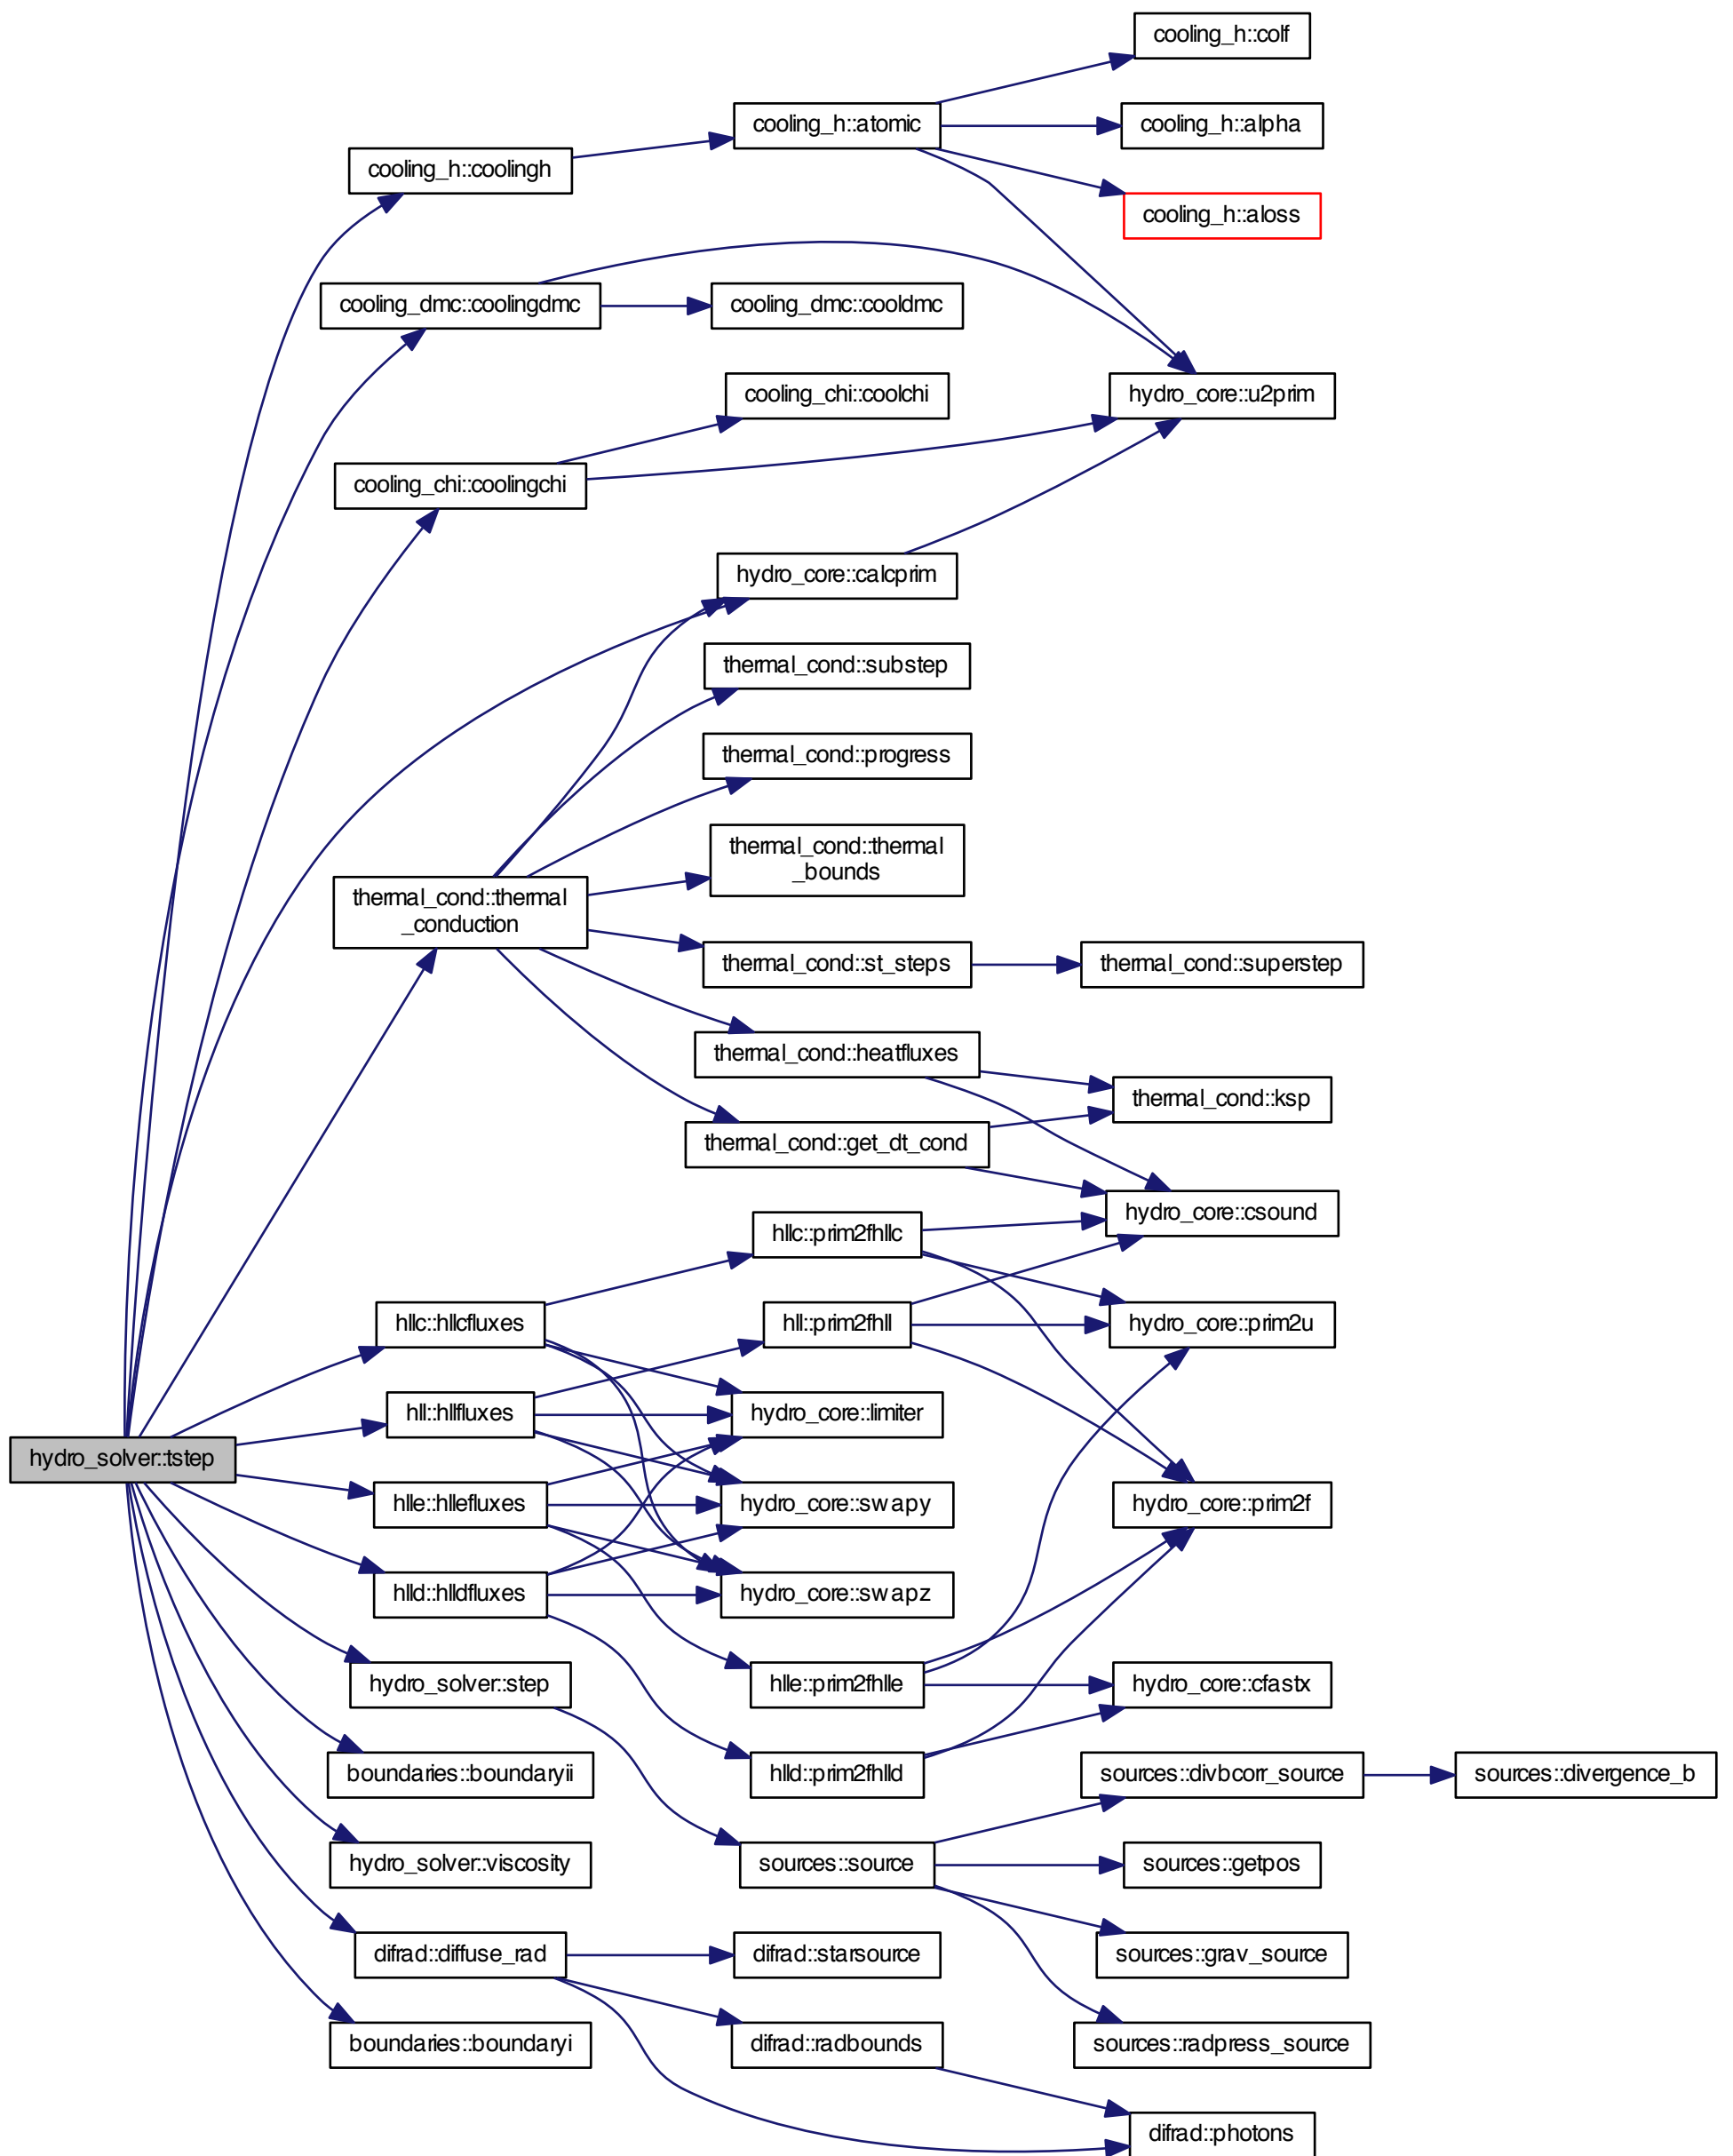 cooling_h::colf
cooling_h::atomic
cooling_h::alpha
cooling_h::coolingh
cooling_h::aloss
cooling_dmc::coolingdmc
cooling_dmc::cooldmc
cooling_chi::coolchi
hydro_core::u2prim
cooling_chi::coolingchi
hydro_core::calcprim
thermal_cond::substep
thermal_cond::progress
thermal_cond::thermal
_bounds
thermal_cond::thermal
_conduction
thermal_cond::st_steps
thermal_cond::superstep
thermal_cond::heatfluxes
thermal_cond::ksp
thermal_cond::get_dt_cond
hydro_core::csound
hllc::prim2fhllc
hllc::hllcfluxes
hll::prim2fhll
hydro_core::prim2u
hll::hllfluxes
hydro_core::limiter
hydro_solver::tstep
hlle::hllefluxes
hydro_core::swapy
hydro_core::prim2f
hlld::hlldfluxes
hydro_core::swapz
hydro_solver::step
hlle::prim2fhlle
hydro_core::cfastx
boundaries::boundaryii
hlld::prim2fhlld
sources::divbcorr_source
sources::divergence_b
hydro_solver::viscosity
sources::source
sources::getpos
difrad::diffuse_rad
difrad::starsource
sources::grav_source
boundaries::boundaryi
difrad::radbounds
sources::radpress_source
difrad::photons